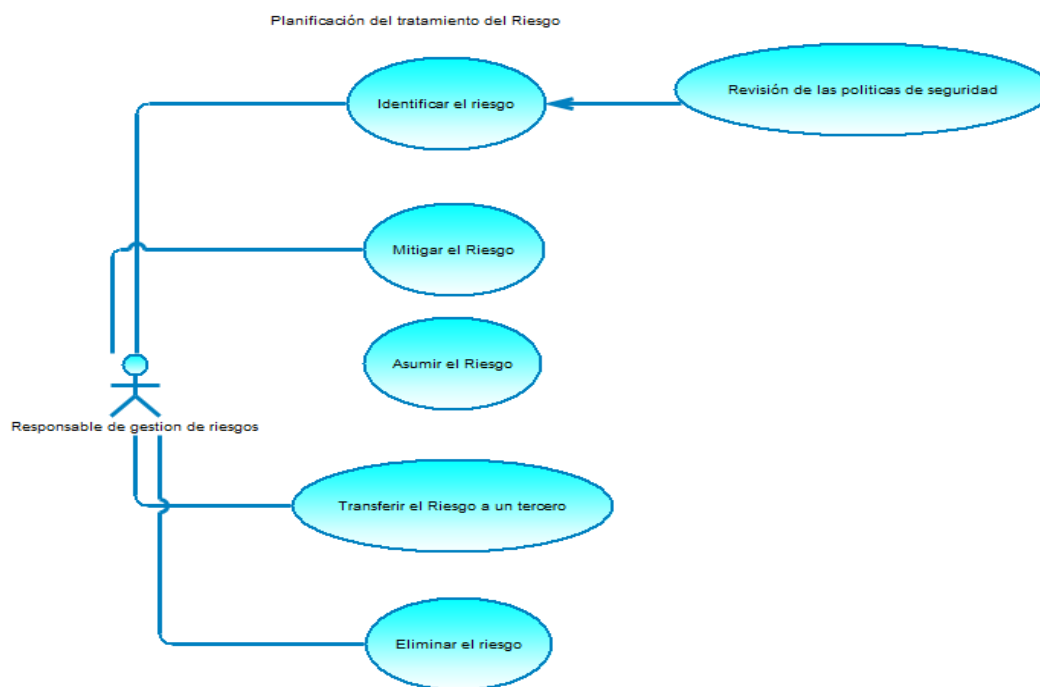 Planificación del tratamiento del Riesgo
Identificar el riesgo
Revisión de las politicas de seguridad
Mitigar el Riesgo
Asumir el Riesgo
Responsable de gestion de riesgos
Transferir el Riesgo a un tercero
Eliminar el riesgo